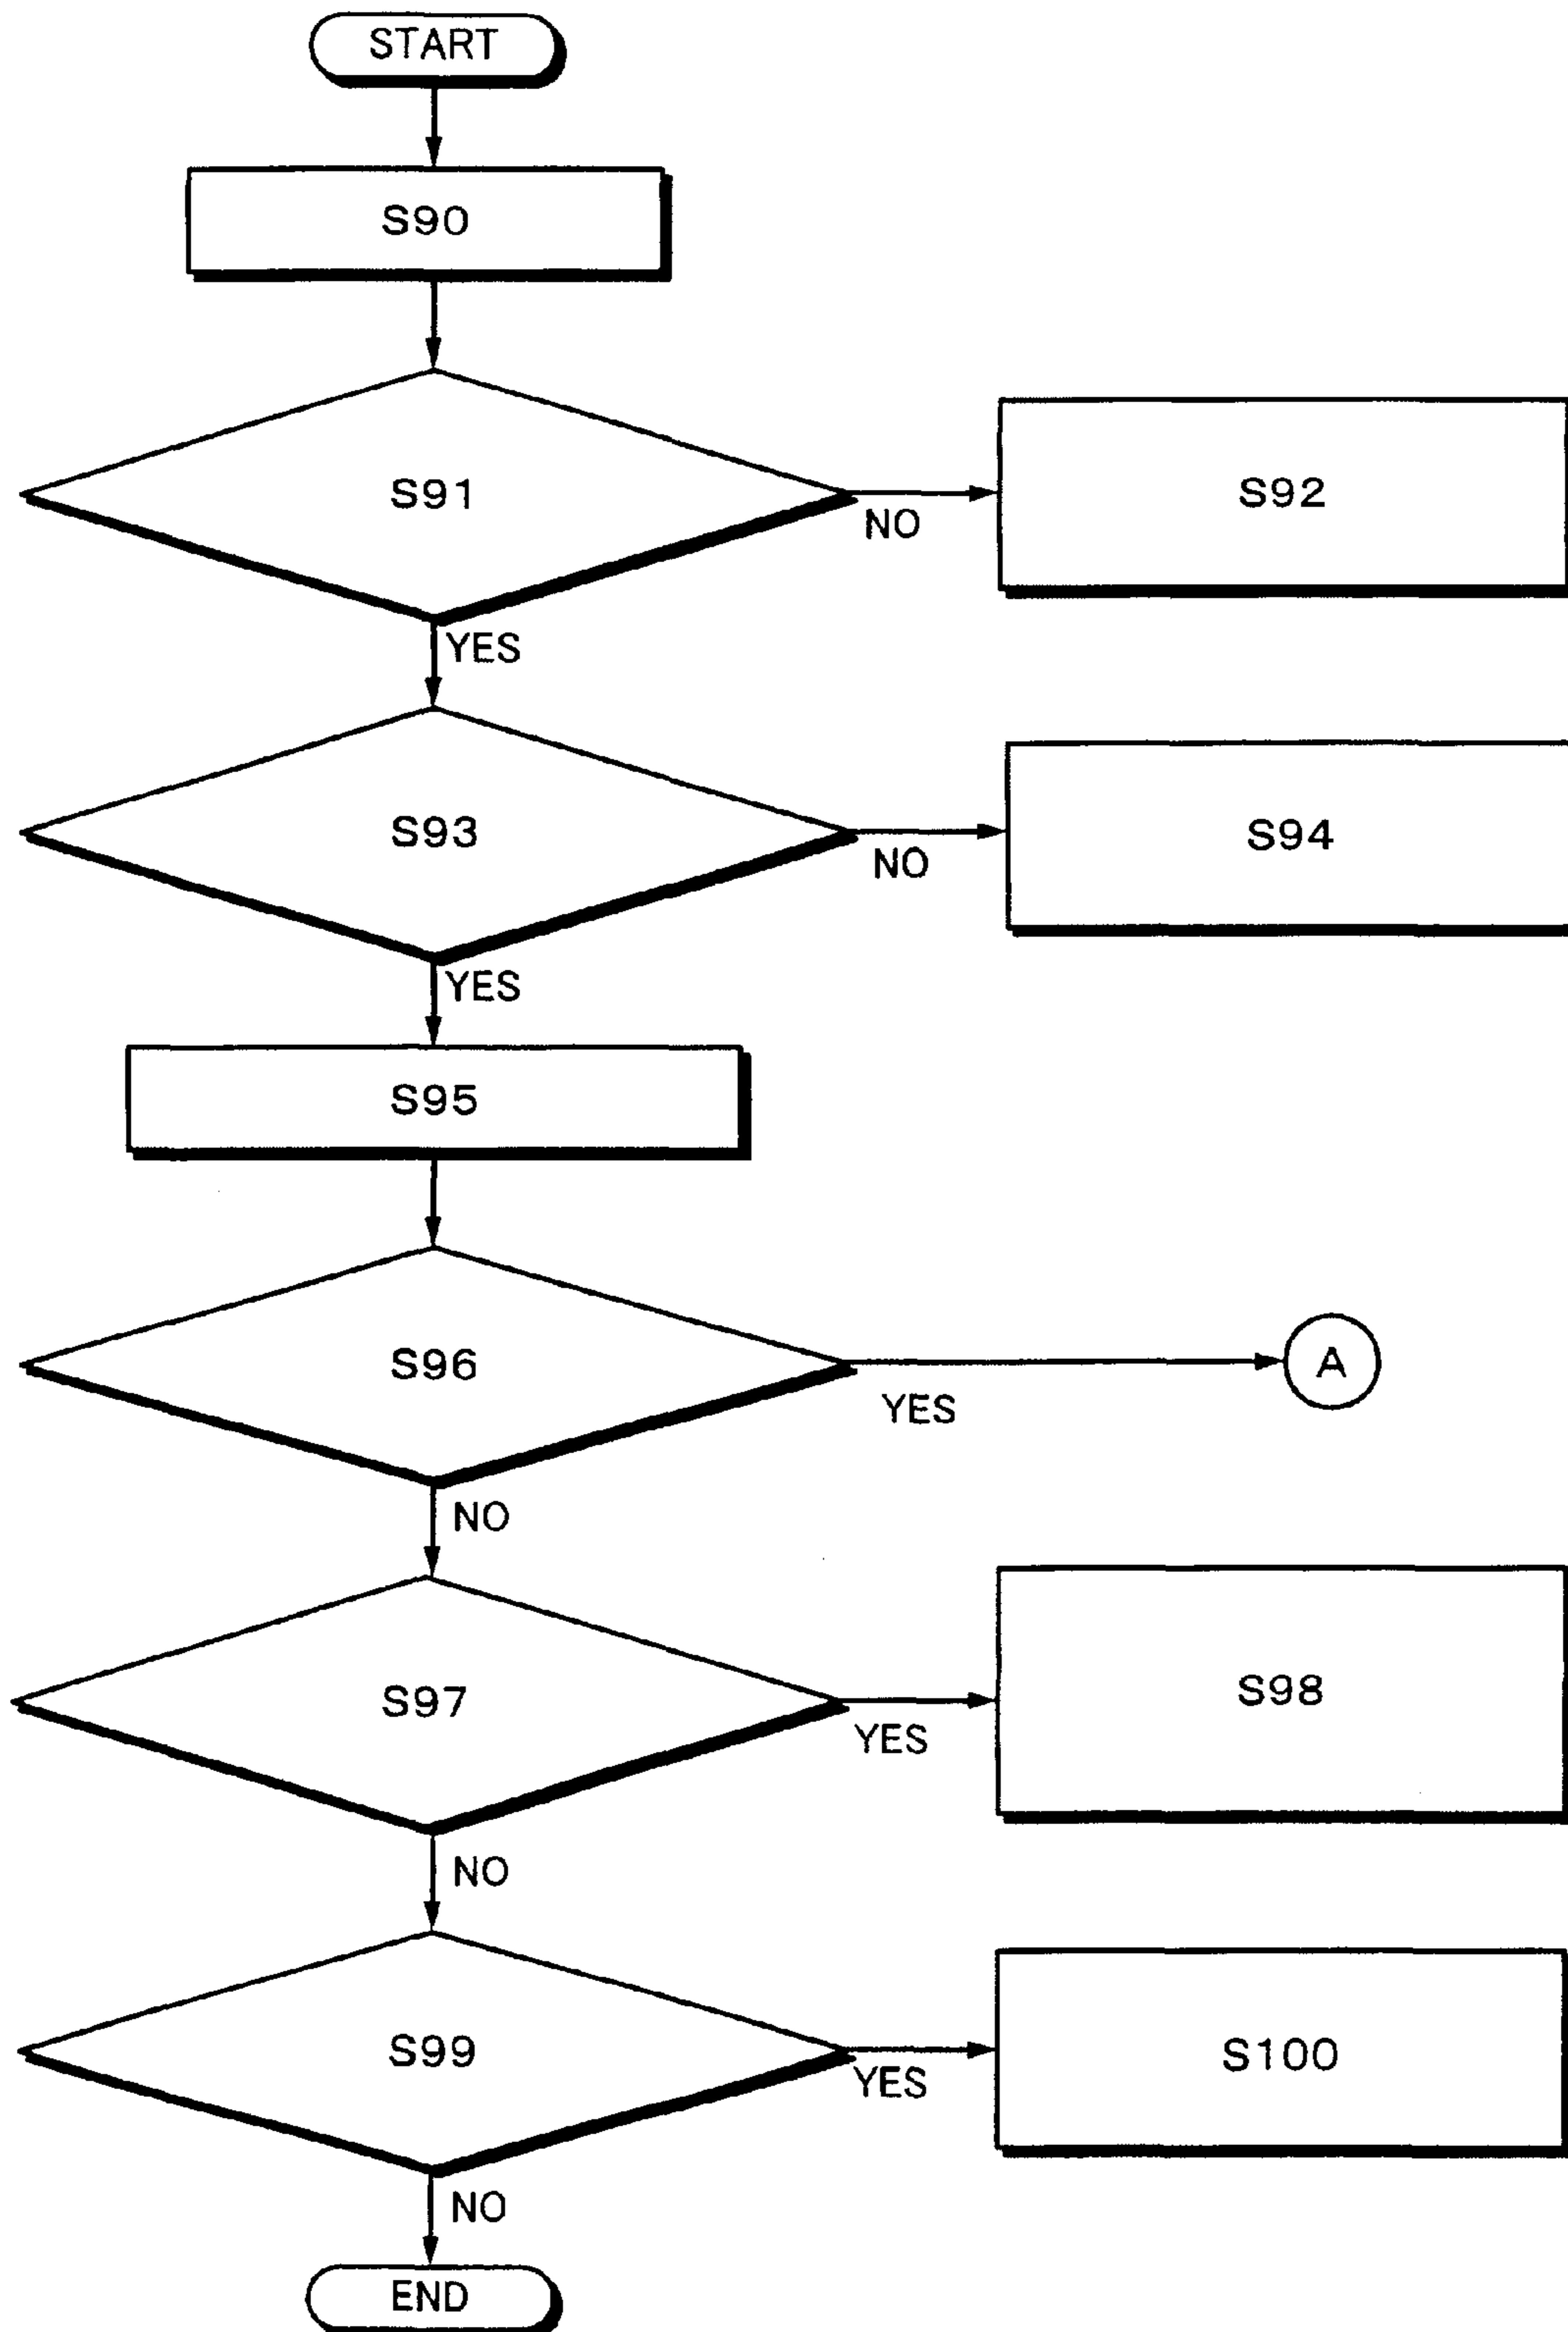 START
S90
S91
NO
S92
YES
S93
NO
S94
YES
S95
S96
YES
A
NO
S97
YES
S98
NO
S99
YES
S100
NO
END